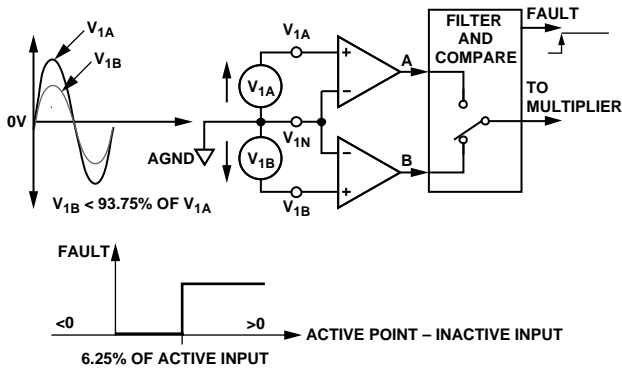 V1A
V1B
0V
V1B < 93.75% OF V1A
V1A
V1A
V1N
AGND
V1B
V1B
+
−
−
+
A
B
FILTER
AND
COMPARE
FAULT
TO
MULTIPLIER
FAULT
<0
>0
ACTIVE POINT – INACTIVE INPUT
6.25% OF ACTIVE INPUT